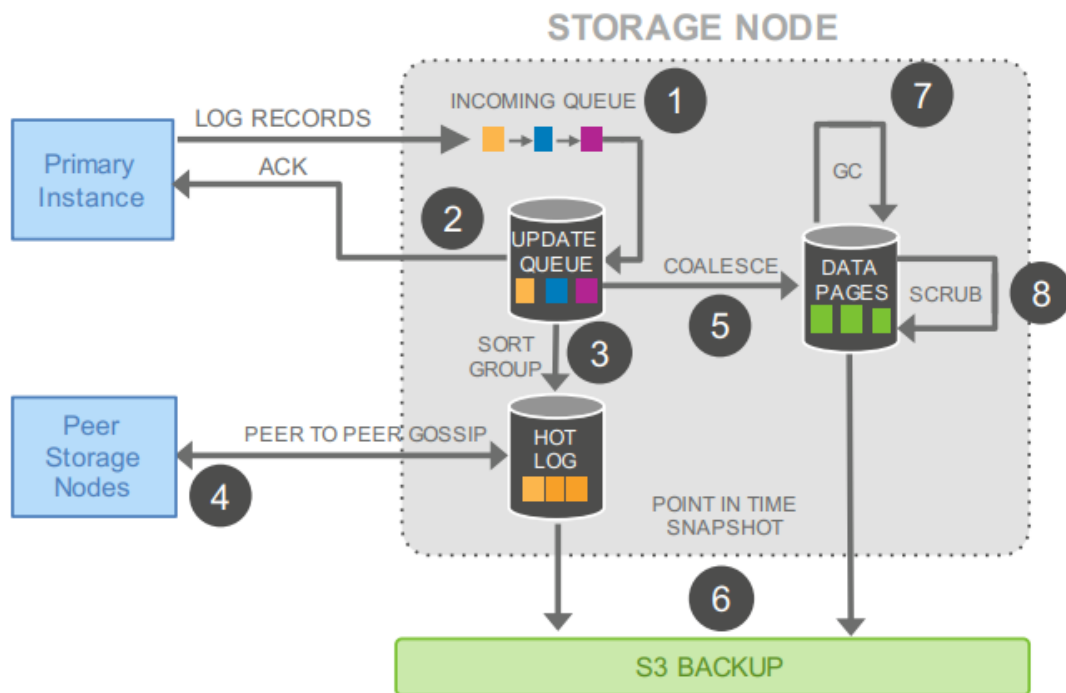 STORAGE NODE
INCOMING QUEUE
1
7
LOG RECORDS
Primary
Instance
ACK
GC
2
UPDATE
QUEUE
COALESCE
DATA
PAGES
SCRUB
8
5
SORT
GROUP
3
Peer
Storage
Nodes
PEER TO PEER GOSSIP
HOT
LOG
4
POINT IN TIME
SNAPSHOT
6
S3 BACKUP